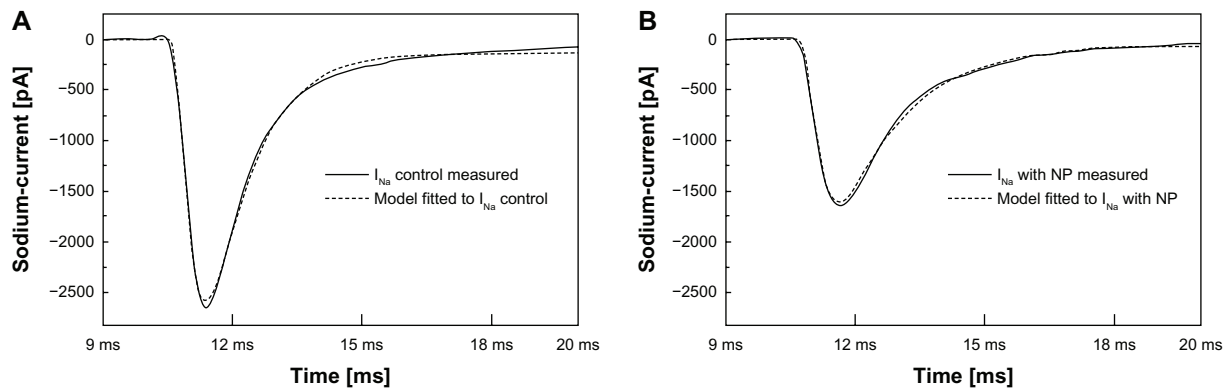 A
0
−500
−1000
−1500
−2000
−2500
Sodium-current [pA]
I_Na control measured
Model fitted to I_Na control
9 ms
12 ms
15 ms
18 ms
20 ms
Time [ms]
B
0
−500
−1000
−1500
−2000
−2500
Sodium-current [pA]
I_Na with NP measured
Model fitted to I_Na with NP
9 ms
12 ms
15 ms
18 ms
20 ms
Time [ms]